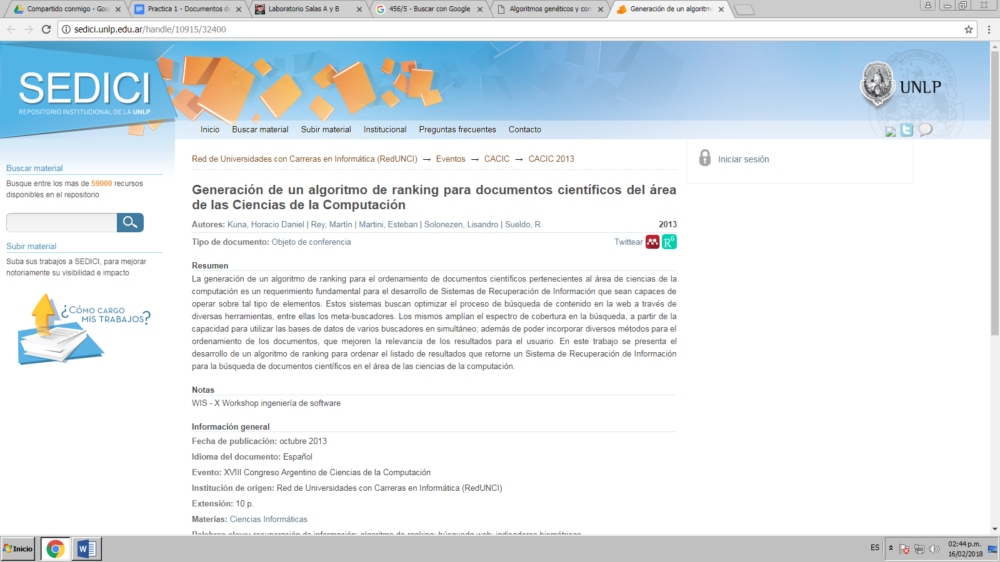 Compartido conmigo - Goo
Practica 1 - Documentos de
Laboratorio Salas A y B
456/5 - Buscar con Google
Algoritmos genéticos y com
Generación de un algoritmo
sedici.unlp.edu.ar/handle/10915/32400
SEDICI
REPOSITORIO INSTITUCIONAL DE LA UNLP
UNLP
Inicio Buscar material Subir material Institucional Preguntas frecuentes Contacto
Buscar material
Busque entre los mas de 59000 recursos
disponibles en el repositorio
Subir material
Suba sus trabajos a SEDICI, para mejorar
notoriamente su visibilidad e impacto
¿CÓMO CARGO
MIS TRABAJOS?
Red de Universidades con Carreras en Informática (RedUNCI) → Eventos → CACIC → CACIC 2013
Iniciar sesión
Generación de un algoritmo de ranking para documentos científicos del área
de las Ciencias de la Computación
Autores: Kuna, Horacio Daniel | Rey, Martín | Martini, Esteban | Solonezen, Lisandro | Sueldo, R. 2013
Tipo de documento: Objeto de conferencia Twittear RG
Resumen
La generación de un algoritmo de ranking para el ordenamiento de documentos científicos pertenecientes al área de ciencias de la
computación es un requerimiento fundamental para el desarrollo de Sistemas de Recuperación de Información que sean capaces de
operar sobre tal tipo de elementos. Estos sistemas buscan optimizar el proceso de búsqueda de contenido en la web a través de
diversas herramientas, entre ellas los meta-buscadores. Los mismos amplían el espectro de cobertura en la búsqueda, a partir de la
capacidad para utilizar las bases de datos de varios buscadores en simultáneo; además de poder incorporar diversos métodos para el
ordenamiento de los documentos, que mejoren la relevancia de los resultados para el usuario. En este trabajo se presenta el
desarrollo de un algoritmo de ranking para ordenar el listado de resultados que retorne un Sistema de Recuperación de Información
para la búsqueda de documentos científicos en el área de las ciencias de la computación.
Notas
WIS - X Workshop ingeniería de software
Información general
Fecha de publicación: octubre 2013
Idioma del documento: Español
Evento: XVIII Congreso Argentino de Ciencias de la Computación
Institución de origen: Red de Universidades con Carreras en Informática (RedUNCI)
Extensión: 10 p.
Materias: Ciencias Informáticas
Palabras clave: recuperación de información; algoritmo de ranking; búsqueda web; indicadores biométricos
Inicio
ES
02:44 p.m.
16/02/2018